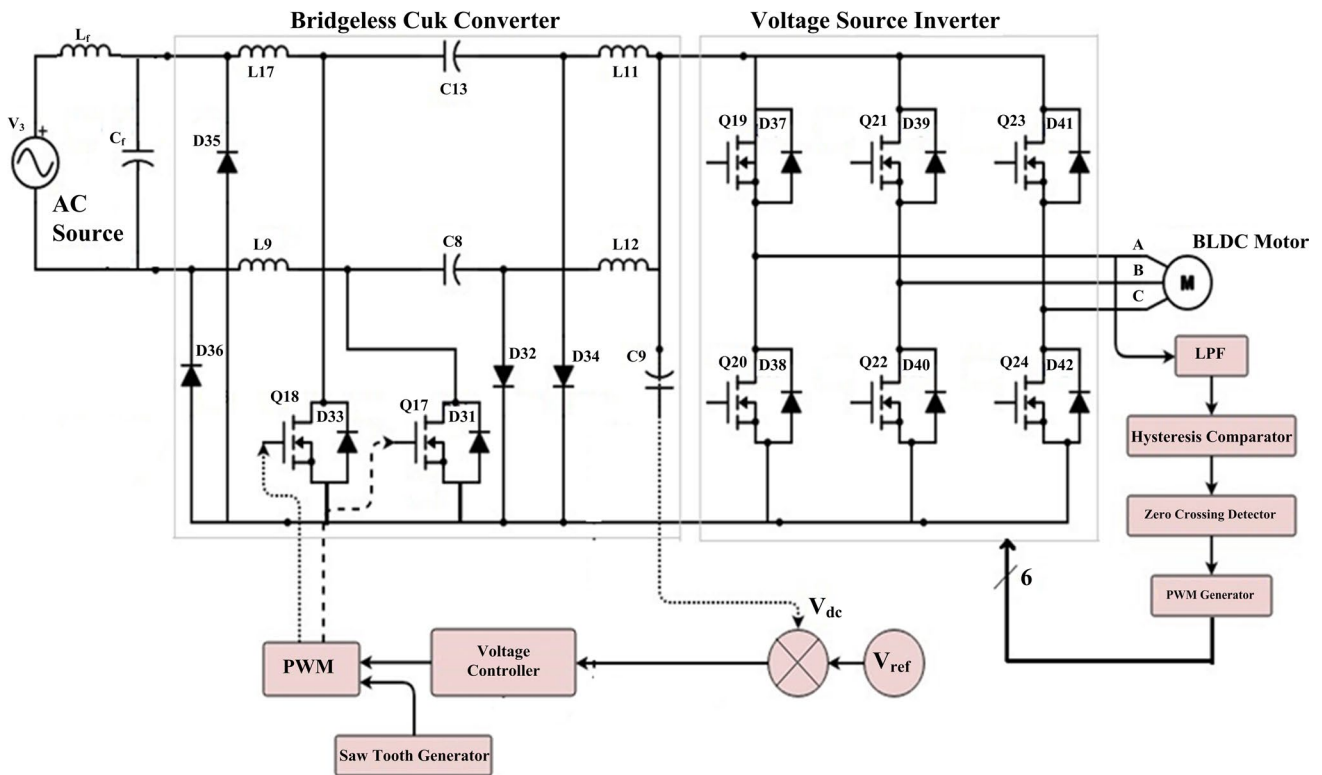 Bridgeless Cuk Converter
Voltage Source Inverter
Lf
L17
C13
L11
V3
+
Cf
D35
Q19
D37
Q21
D39
Q23
D41
AC
Source
L9
C8
L12
A
BLDC Motor
B
M
C
D36
D32
D34
C9
Q20
D38
Q22
D40
Q24
D42
LPF
Q18
D33
Q17
D31
Hysteresis Comparator
Zero Crossing Detector
6
PWM Generator
Vdc
PWM
Voltage
Controller
Vref
Saw Tooth Generator